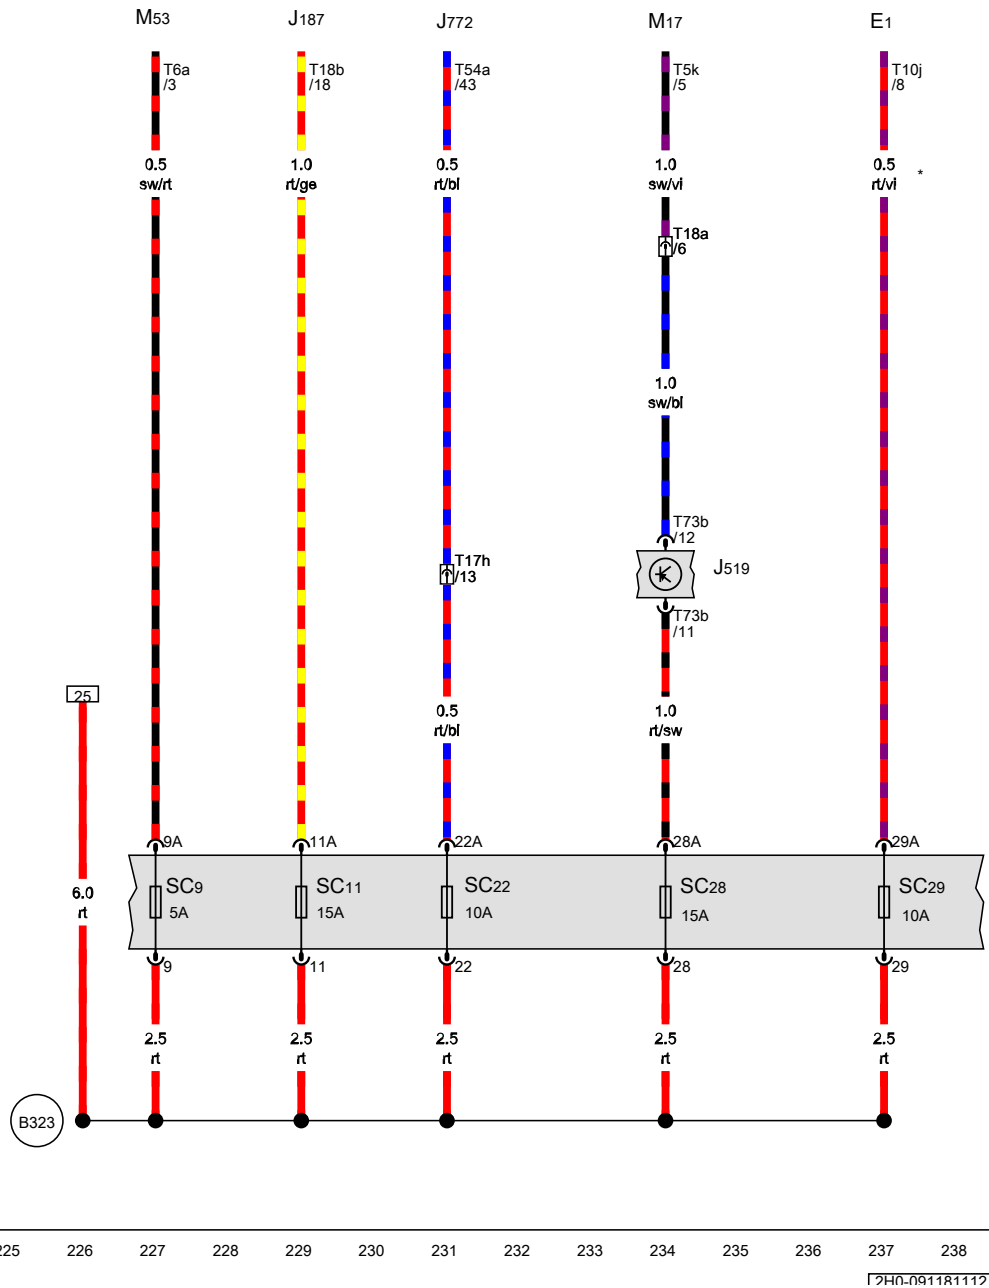 M53 J187 J772 M17 E1
T6a T18b T54a T5k T10j
/3 /18 /43 /5 /8
0.5 1.0 0.5 1.0 0.5
sw/rt rt/ge rt/bl sw/vi rt/vi *
T18a
/6
1.0
sw/bl
T73b
/12
T17h
/13
J519
T73b
/11
25
0.5 1.0
rt/bl rt/sw
9A 11A 22A 28A 29A
SC9 SC11 SC22 SC28 SC29
5A 15A 10A 15A 10A
6.0
rt
9 11 22 28 29
2.5 2.5 2.5 2.5 2.5
rt rt rt rt rt
B323
225 226 227 228 229 230 231 232 233 234 235 236 237 238
2H0-091181112